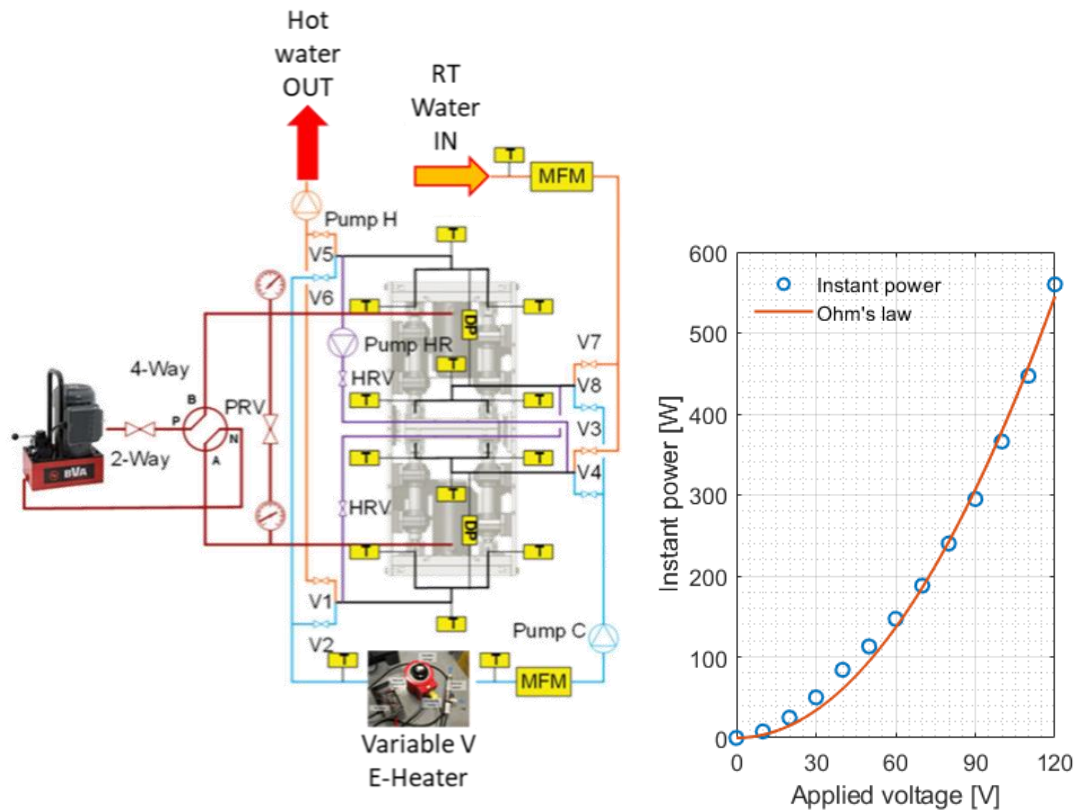 Hot
water
OUT
RT
Water
IN
T
MFM
Pump H
T
V5
V6
T
T
DP
Pump HR
T
V7
4-Way
HRV
T
T
V8
B
P
N
A
PRV
2-Way
V3
BVA
T
T
V4
HRV
T
DP
T
T
V1
T
V2
Pump C
T
T
MFM
Variable V
E-Heater
600
500
400
300
200
100
0
Instant power [W]
Instant power
Ohm's law
0
30
60
90
120
Applied voltage [V]